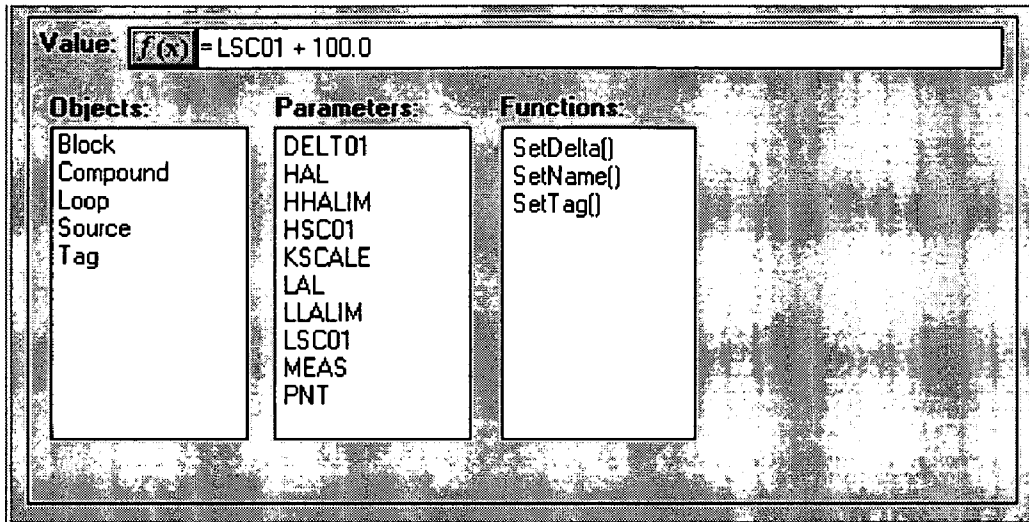 Value: f(x) = LSC01 + 100.0
Objects:
Block
Compound
Loop
Source
Tag
Parameters:
DELT01
HAL
HHALIM
HSC01
KSCALE
LAL
LLALIM
LSC01
MEAS
PNT
Functions:
SetDelta()
SetName()
SetTag()